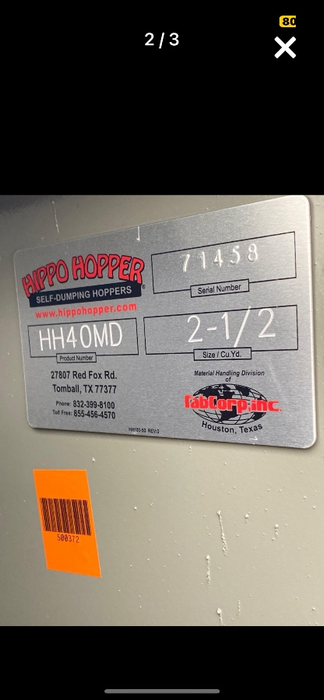 80
2/3
HIPPO HOPPER
SELF-DUMPING HOPPERS
www.hippohopper.com
71458
Serial Number
HH40MD
Product Number
2-1/2
Size / Cu.Yd.
27807 Red Fox Rd.
Tomball, TX 77377
Phone: 832-399-8100
Toll Free: 855-456-4570
Material Handling Division
of
FabCorp,inc.
Houston, Texas
500372